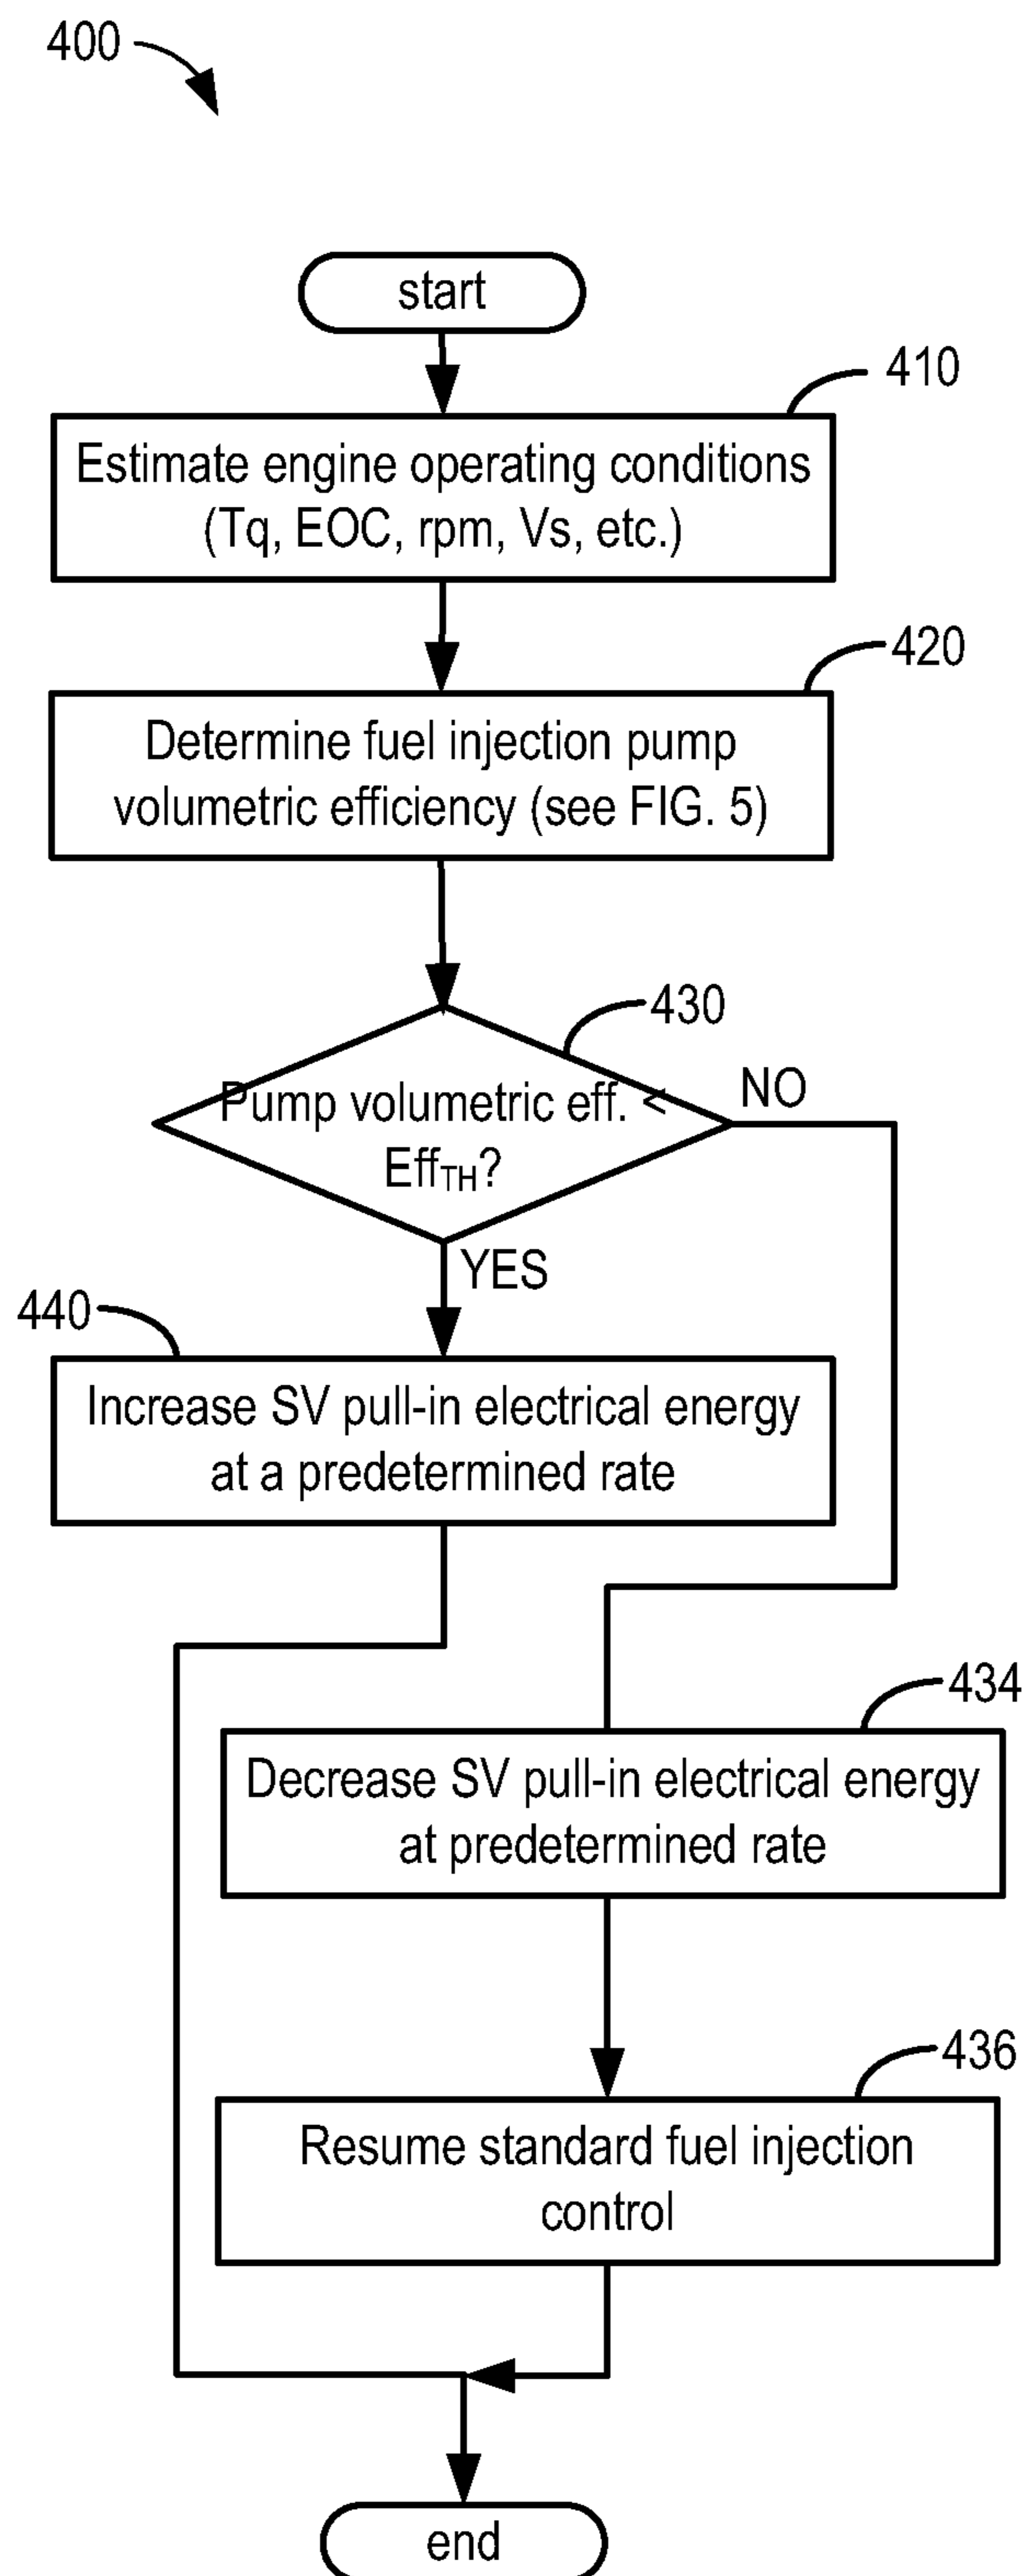 400
start
410
Estimate engine operating conditions
(Tq, EOC, rpm, Vs, etc.)
420
Determine fuel injection pump
volumetric efficiency (see FIG. 5)
430
Pump volumetric eff. <
Eff_TH?
NO
YES
440
Increase SV pull-in electrical energy
at a predetermined rate
434
Decrease SV pull-in electrical energy
at predetermined rate
436
Resume standard fuel injection
control
end